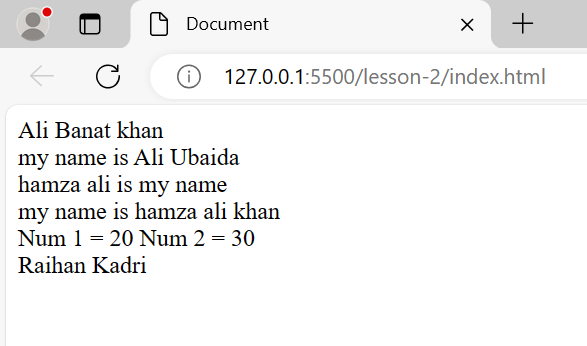 Document
127.0.0.1:5500/lesson-2/index.html
Ali Banat khan
my name is Ali Ubaida
hamza ali is my name
my name is hamza ali khan
Num 1 = 20 Num 2 = 30
Raihan Kadri